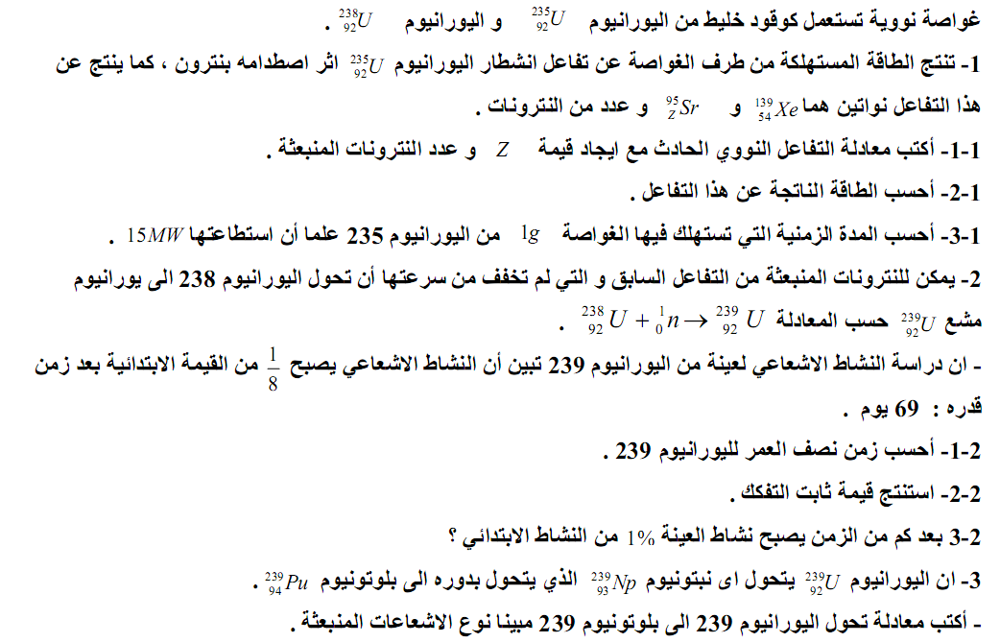 غواصة نووية تستعمل كوقود خليط من اليورانيوم $^{235}_{92}U$ و اليورانيوم $^{238}_{92}U$ .
1- تنتج الطاقة المستهلكة من طرف الغواصة عن تفاعل انشطار اليورانيوم $^{235}_{92}U$ اثر اصطدامه بنترون ، كما ينتج عن
هذا التفاعل نواتين هما $^{139}_{54}Xe$ و $^{95}_{Z}Sr$ و عدد من النترونات .
1-1- أكتب معادلة التفاعل النووي الحادث مع ايجاد قيمة $Z$ و عدد النترونات المنبعثة .
2-1- أحسب الطاقة الناتجة عن هذا التفاعل .
3-1- أحسب المدة الزمنية التي تستهلك فيها الغواصة $1g$ من اليورانيوم 235 علما أن استطاعتها $15MW$ .
2- يمكن للنترونات المنبعثة من التفاعل السابق و التي لم تخفف من سرعتها أن تحول اليورانيوم 238 الى يورانيوم
مشع $^{239}_{92}U$ حسب المعادلة $^{238}_{92}U + ^{1}_{0}n \rightarrow ^{239}_{92}U$ .
- ان دراسة النشاط الاشعاعي لعينة من اليورانيوم 239 تبين أن النشاط الاشعاعي يصبح $\frac{1}{8}$ من القيمة الابتدائية بعد زمن
قدره : 69 يوم .
1-2- أحسب زمن نصف العمر لليورانيوم 239 .
2-2- استنتج قيمة ثابت التفكك .
3-2 بعد كم من الزمن يصبح نشاط العينة 1% من النشاط الابتدائي ؟
3- ان اليورانيوم $^{239}_{92}U$ يتحول اى نبتونيوم $^{239}_{93}Np$ الذي يتحول بدوره الى بلوتونيوم $^{239}_{94}Pu$ .
- أكتب معادلة تحول اليورانيوم 239 الى بلوتونيوم 239 مبينا نوع الاشعاعات المنبعثة .